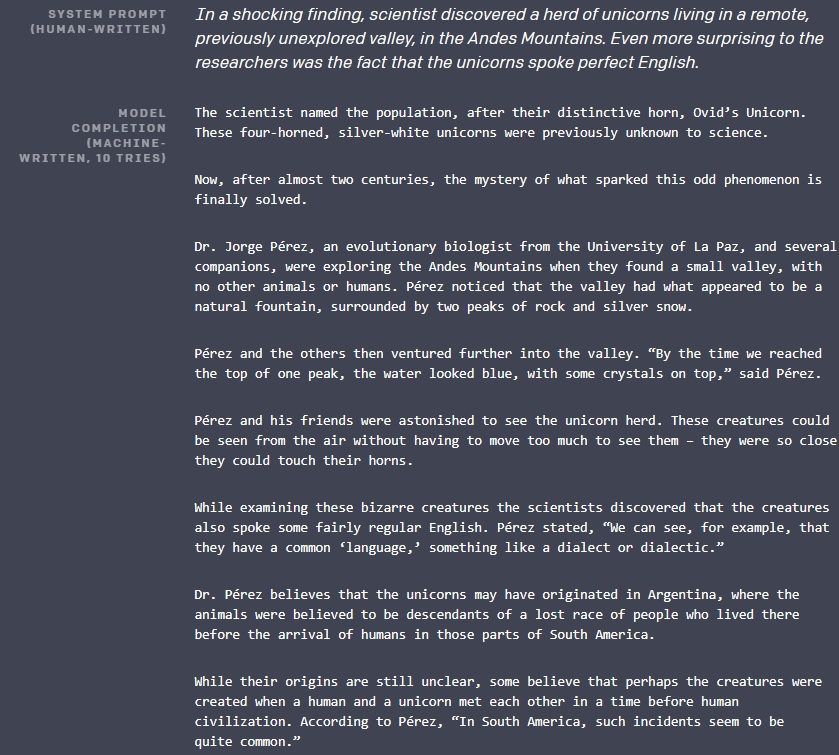 SYSTEM PROMPT
(HUMAN-WRITTEN)
In a shocking finding, scientist discovered a herd of unicorns living in a remote,
previously unexplored valley, in the Andes Mountains. Even more surprising to the
researchers was the fact that the unicorns spoke perfect English.
MODEL
COMPLETION
(MACHINE-
WRITTEN, 10 TRIES)
The scientist named the population, after their distinctive horn, Ovid’s Unicorn.
These four-horned, silver-white unicorns were previously unknown to science.
Now, after almost two centuries, the mystery of what sparked this odd phenomenon is
finally solved.
Dr. Jorge Pérez, an evolutionary biologist from the University of La Paz, and several
companions, were exploring the Andes Mountains when they found a small valley, with
no other animals or humans. Pérez noticed that the valley had what appeared to be a
natural fountain, surrounded by two peaks of rock and silver snow.
Pérez and the others then ventured further into the valley. “By the time we reached
the top of one peak, the water looked blue, with some crystals on top,” said Pérez.
Pérez and his friends were astonished to see the unicorn herd. These creatures could
be seen from the air without having to move too much to see them – they were so close
they could touch their horns.
While examining these bizarre creatures the scientists discovered that the creatures
also spoke some fairly regular English. Pérez stated, “We can see, for example, that
they have a common ‘language,’ something like a dialect or dialectic.”
Dr. Pérez believes that the unicorns may have originated in Argentina, where the
animals were believed to be descendants of a lost race of people who lived there
before the arrival of humans in those parts of South America.
While their origins are still unclear, some believe that perhaps the creatures were
created when a human and a unicorn met each other in a time before human
civilization. According to Pérez, “In South America, such incidents seem to be
quite common.”